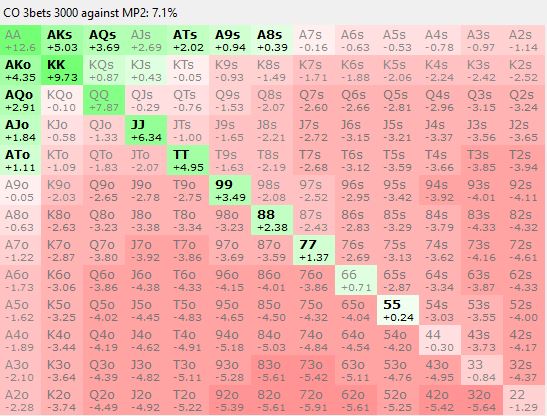 CO 3bets 3000 against MP2: 7.1%
AA AKs AQs AJs ATs A9s A8s A7s A6s A5s A4s A3s A2s
+12.6 +5.03 +3.69 +2.69 +2.02 +0.94 +0.39 -0.16 -0.63 -0.53 -0.78 -0.97 -1.14
AKo KK KQs KJs KTs K9s K8s K7s K6s K5s K4s K3s K2s
+4.35 +9.73 +0.87 +0.43 -0.05 -0.93 -1.49 -1.71 -1.88 -2.06 -2.24 -2.42 -2.52
AQo KQo QQ QJs QTs Q9s Q8s Q7s Q6s Q5s Q4s Q3s Q2s
+2.91 -0.10 +7.87 -0.29 -0.76 -1.53 -2.07 -2.60 -2.66 -2.81 -2.96 -3.15 -3.24
AJo KJo QJo JJ JTs J9s J8s J7s J6s J5s J4s J3s J2s
+1.84 -0.58 -1.33 +6.34 -1.00 -1.65 -2.21 -2.72 -3.15 -3.21 -3.37 -3.56 -3.65
ATo KTo QTo JTo TT T9s T8s T7s T6s T5s T4s T3s T2s
+1.11 -1.09 -1.83 -2.07 +4.95 -1.63 -2.19 -2.68 -3.12 -3.59 -3.66 -3.85 -3.94
A9o K9o Q9o J9o T9o 99 98s 97s 96s 95s 94s 93s 92s
-0.05 -2.03 -2.65 -2.78 -2.75 +3.49 -2.08 -2.52 -2.95 -3.42 -3.92 -4.01 -4.11
A8o K8o Q8o J8o T8o 98o 88 87s 86s 85s 84s 83s 82s
-0.63 -2.63 -3.23 -3.38 -3.34 -3.23 +2.38 -2.43 -2.83 -3.29 -3.79 -4.33 -4.32
A7o K7o Q7o J7o T7o 97o 87o 77 76s 75s 74s 73s 72s
-1.22 -2.87 -3.80 -3.92 -3.86 -3.69 -3.59 +1.37 -2.69 -3.13 -3.62 -4.16 -4.61
A6o K6o Q6o J6o T6o 96o 86o 76o 66 65s 64s 63s 62s
-1.73 -3.06 -3.86 -4.38 -4.33 -4.15 -4.01 -3.86 +0.71 -2.87 -3.34 -3.87 -4.33
A5o K5o Q5o J5o T5o 95o 85o 75o 65o 55 54s 53s 52s
-1.62 -3.25 -4.02 -4.45 -4.83 -4.65 -4.50 -4.32 -4.04 +0.24 -3.03 -3.55 -4.00
A4o K4o Q4o J4o T4o 94o 84o 74o 64o 54o 44 43s 42s
-1.89 -3.44 -4.19 -4.62 -4.91 -5.18 -5.03 -4.84 -4.54 -4.20 -0.30 -3.73 -4.17
A3o K3o Q3o J3o T3o 93o 83o 73o 63o 53o 43o 33 32s
-2.10 -3.64 -4.39 -4.82 -5.11 -5.28 -5.61 -5.42 -5.11 -4.76 -4.95 -0.84 -4.37
A2o K2o Q2o J2o T2o 92o 82o 72o 62o 52o 42o 32o 22
-2.28 -3.74 -4.49 -4.92 -5.22 -5.39 -5.61 -5.91 -5.61 -5.25 -5.42 -5.64 -1.29